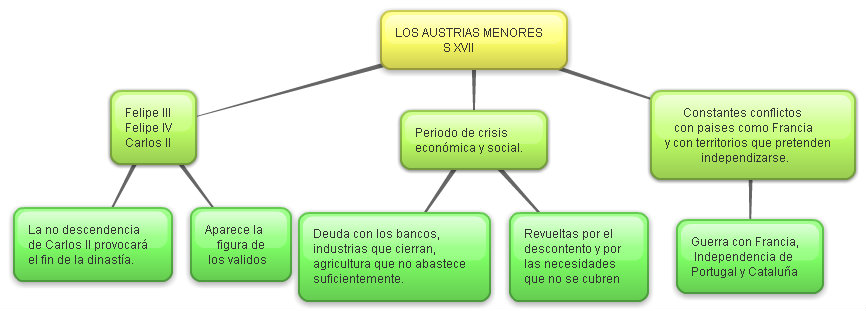 LOS AUSTRIAS MENORES
S XVII
Felipe III
Felipe IV
Carlos II
Periodo de crisis
económica y social.
Constantes conflictos
con paises como Francia
y con territorios que pretenden
independizarse.
La no descendencia
de Carlos II provocará
el fin de la dinastía.
Aparece la
figura de
los validos
Deuda con los bancos,
industrias que cierran,
agricultura que no abastece
suficientemente.
Revueltas por el
descontento y por
las necesidades
que no se cubren
Guerra con Francia,
Independencia de
Portugal y Cataluña